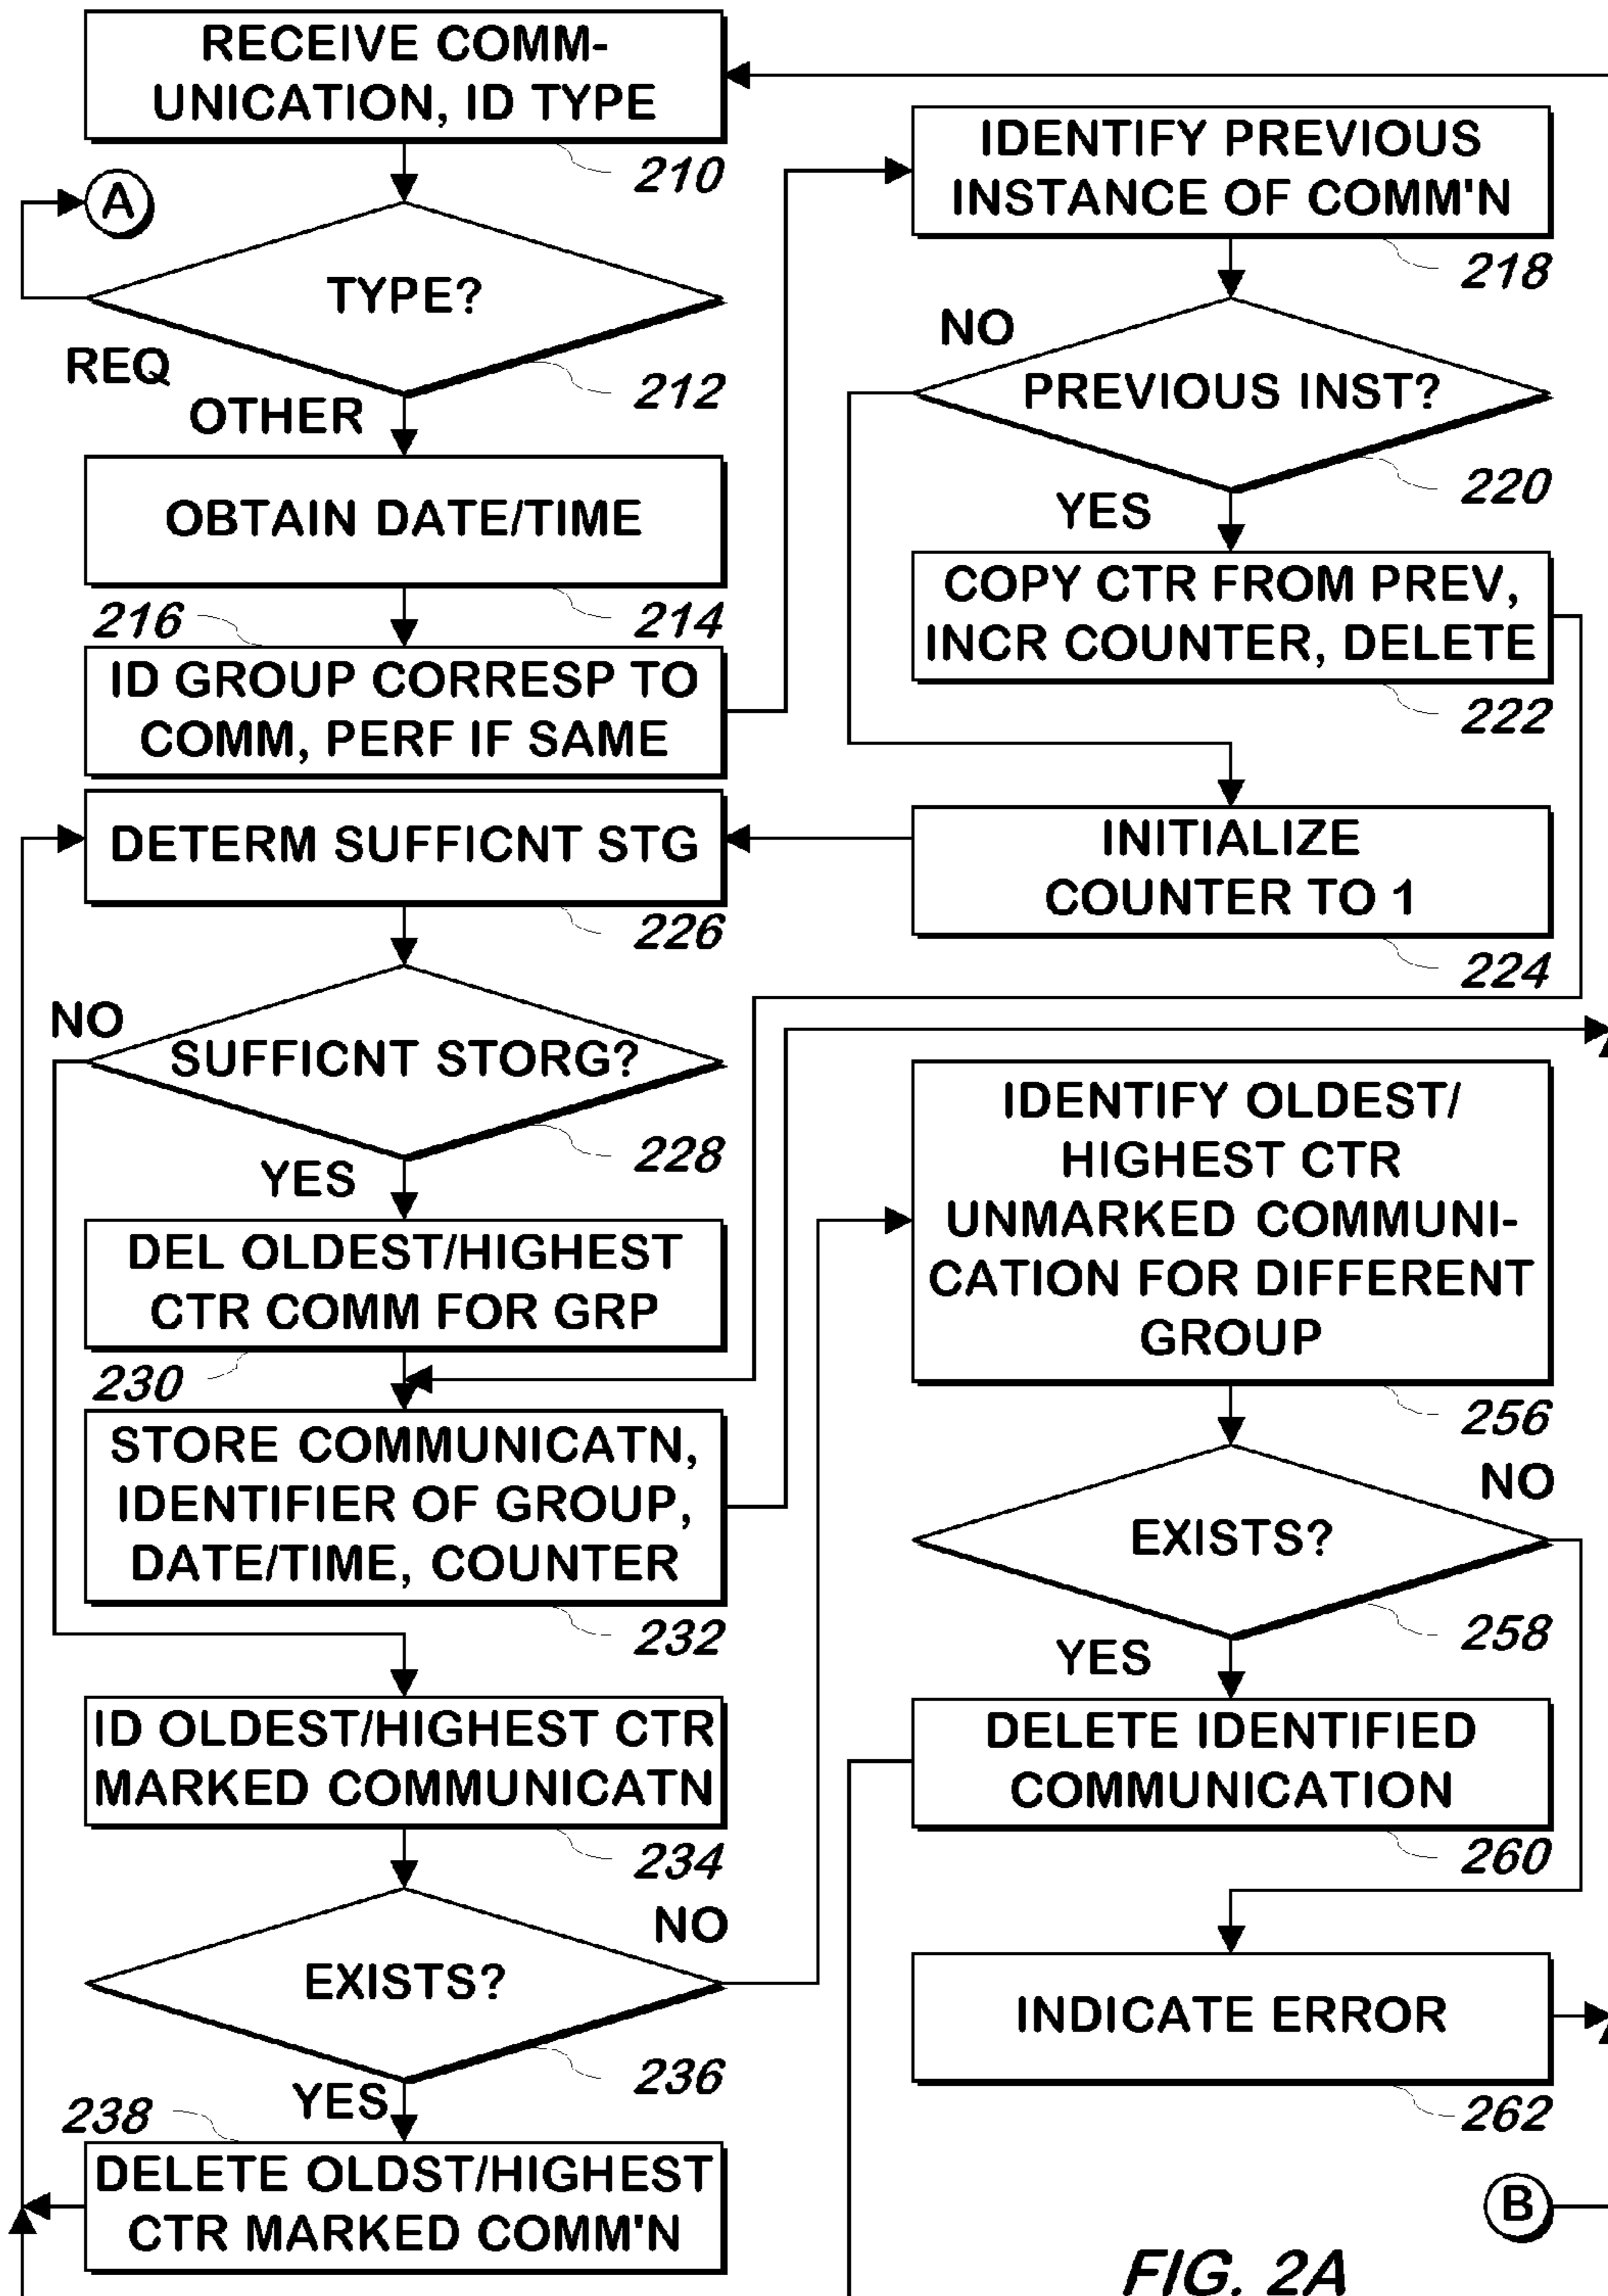 RECEIVE COMM-
UNICATION, ID TYPE
210
A
TYPE?
REQ
212
OTHER
OBTAIN DATE/TIME
214
216
ID GROUP CORRESP TO
COMM, PERF IF SAME
IDENTIFY PREVIOUS
INSTANCE OF COMM'N
218
NO
PREVIOUS INST?
220
YES
COPY CTR FROM PREV,
INCR COUNTER, DELETE
222
INITIALIZE
COUNTER TO 1
224
DETERM SUFFICNT STG
226
NO
SUFFICNT STORG?
228
YES
DEL OLDEST/HIGHEST
CTR COMM FOR GRP
230
STORE COMMUNICATN,
IDENTIFIER OF GROUP,
DATE/TIME, COUNTER
232
ID OLDEST/HIGHEST CTR
MARKED COMMUNICATN
234
NO
EXISTS?
236
YES
238
DELETE OLDST/HIGHEST
CTR MARKED COMM'N
IDENTIFY OLDEST/
HIGHEST CTR
UNMARKED COMMUNI-
CATION FOR DIFFERENT
GROUP
256
NO
EXISTS?
258
YES
DELETE IDENTIFIED
COMMUNICATION
260
INDICATE ERROR
262
B
FIG. 2A